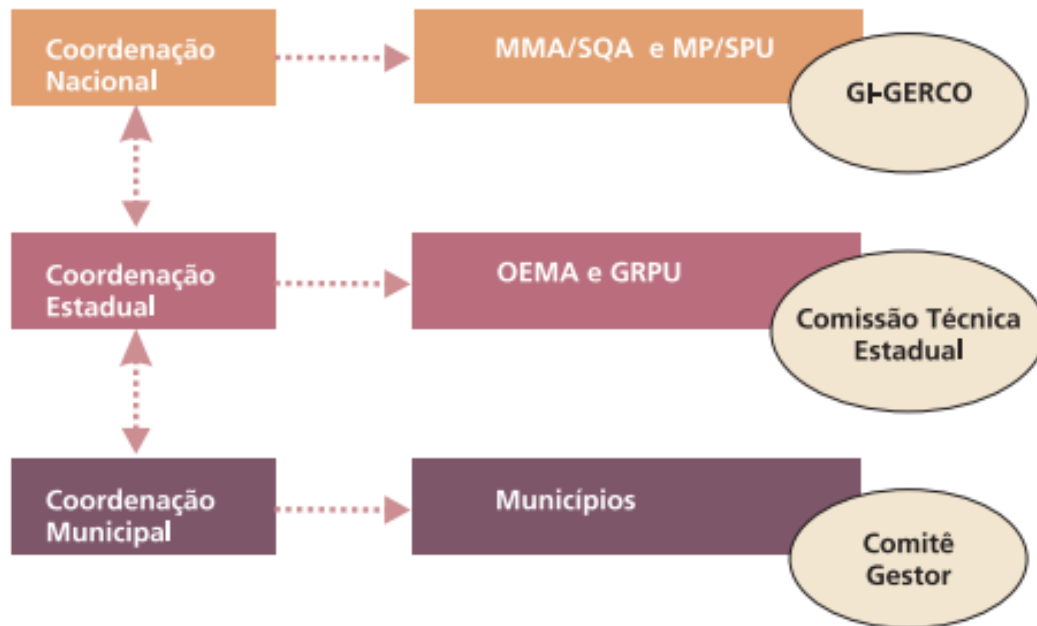 Coordenação
Nacional
MMA/SQA e MP/SPU
GI-GERCO
Coordenação
Estadual
OEMA e GRPU
Comissão Técnica
Estadual
Coordenação
Municipal
Municípios
Comitê
Gestor